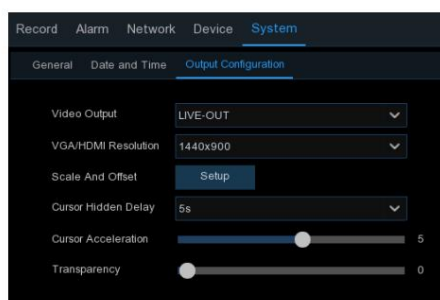 Record Alarm Network Device System
General Date and Time Output Configuration
Video Output LIVE-OUT
VGA/HDMI Resolution 1440x900
Scale And Offset Setup
Cursor Hidden Delay 5s
Cursor Acceleration 5
Transparency 0